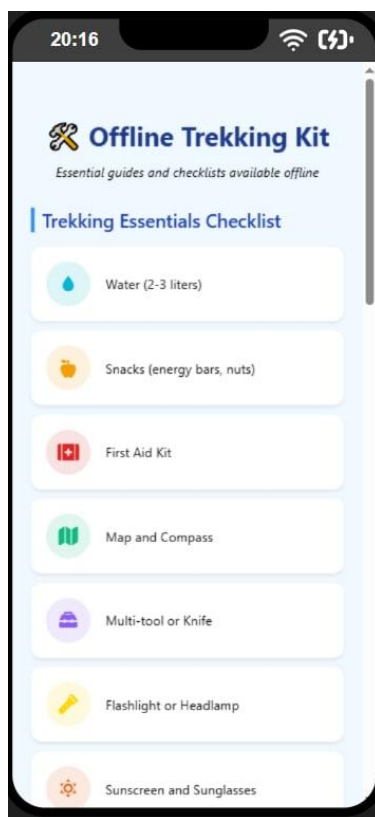 20:16
Offline Trekking Kit
Essential guides and checklists available offline
Trekking Essentials Checklist
Water (2-3 liters)
Snacks (energy bars, nuts)
First Aid Kit
Map and Compass
Multi-tool or Knife
Flashlight or Headlamp
Sunscreen and Sunglasses